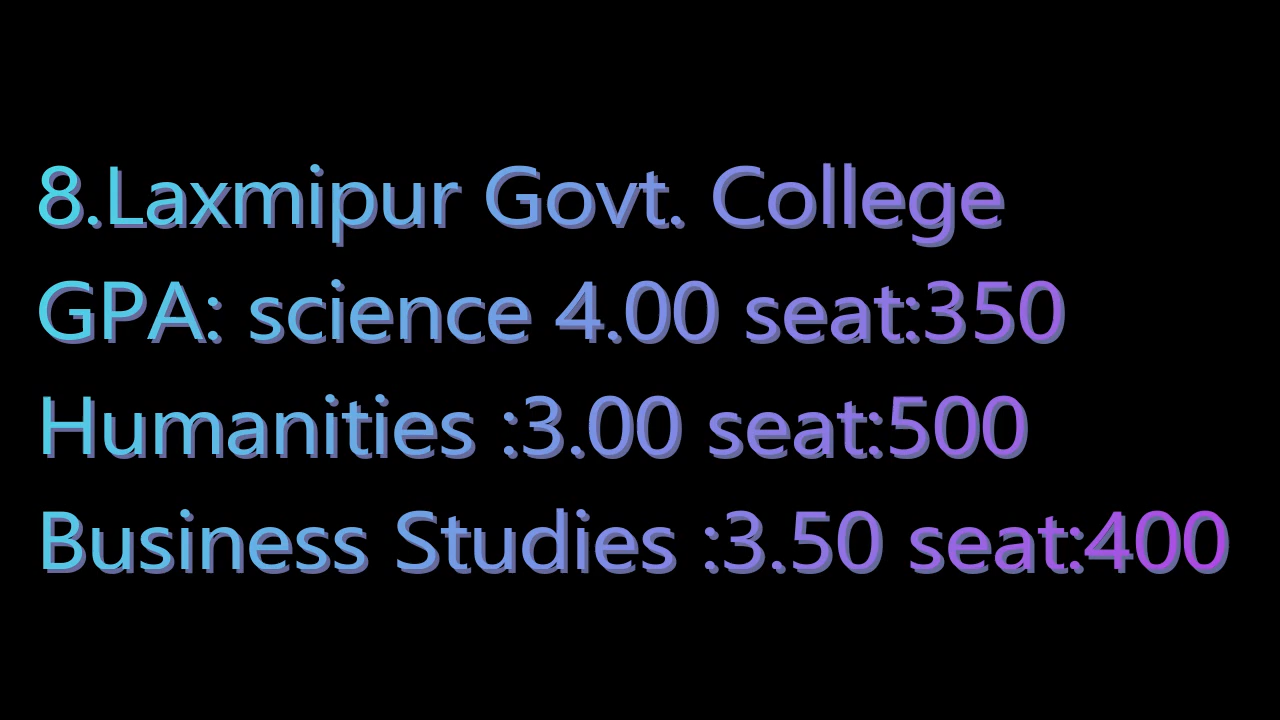 8.Laxmipur Govt. College
GPA: science 4.00 seat:350
Humanities :3.00 seat:500
Business Studies :3.50 seat:400